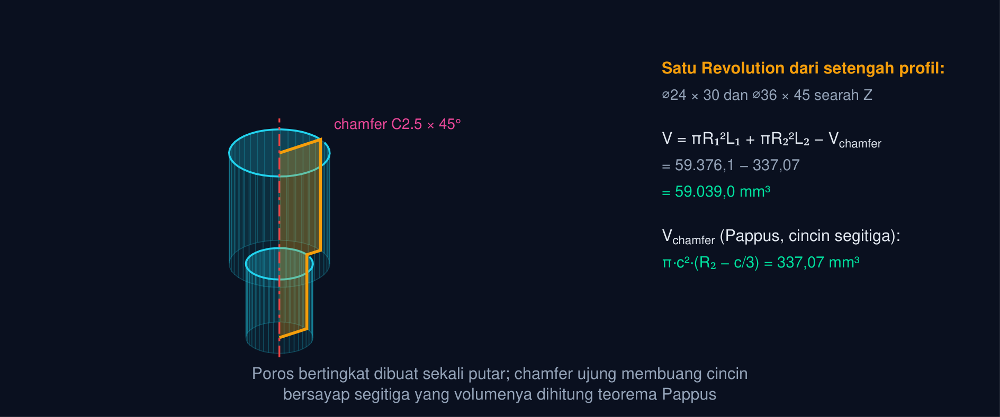 Satu Revolution dari setengah profil:
⌀24 × 30 dan ⌀36 × 45 searah Z
chamfer C2.5 × 45°
V = πR₁²L₁ + πR₂²L₂ − V_chamfer
= 59.376,1 − 337,07
= 59.039,0 mm³
V_chamfer (Pappus, cincin segitiga):
π·c²·(R₂ − c/3) = 337,07 mm³
Poros bertingkat dibuat sekali putar; chamfer ujung membuang cincin
bersayap segitiga yang volumenya dihitung teorema Pappus